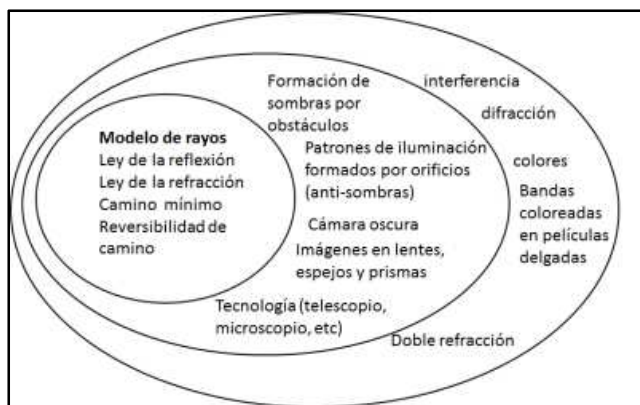 Modelo de rayos
Ley de la reflexión
Ley de la refracción
Camino mínimo
Reversibilidad de
camino
Formación de
sombras por
obstáculos
Patrones de iluminación
formados por orificios
(anti-sombras)
Cámara oscura
Imágenes en lentes,
espejos y prismas
Tecnología (telescopio,
microscopio, etc)
interferencia
difracción
colores
Bandas
coloreadas
en películas
delgadas
Doble refracción